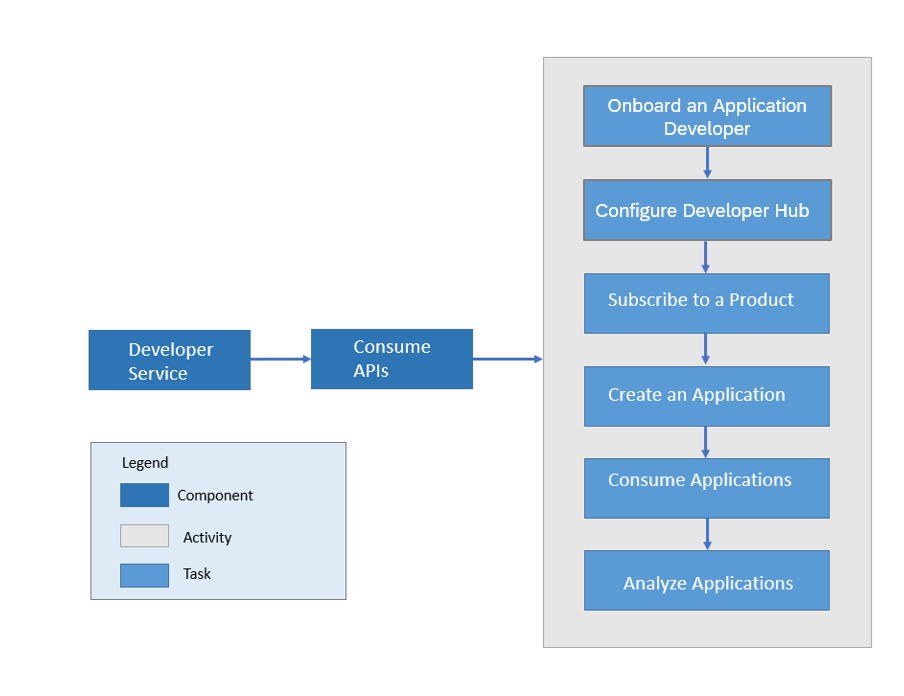 Onboard an Application
Developer
Configure Developer Hub
Subscribe to a Product
Developer
Service
Consume
APIs
Create an Application
Consume Applications
Analyze Applications
Legend
Component
Activity
Task